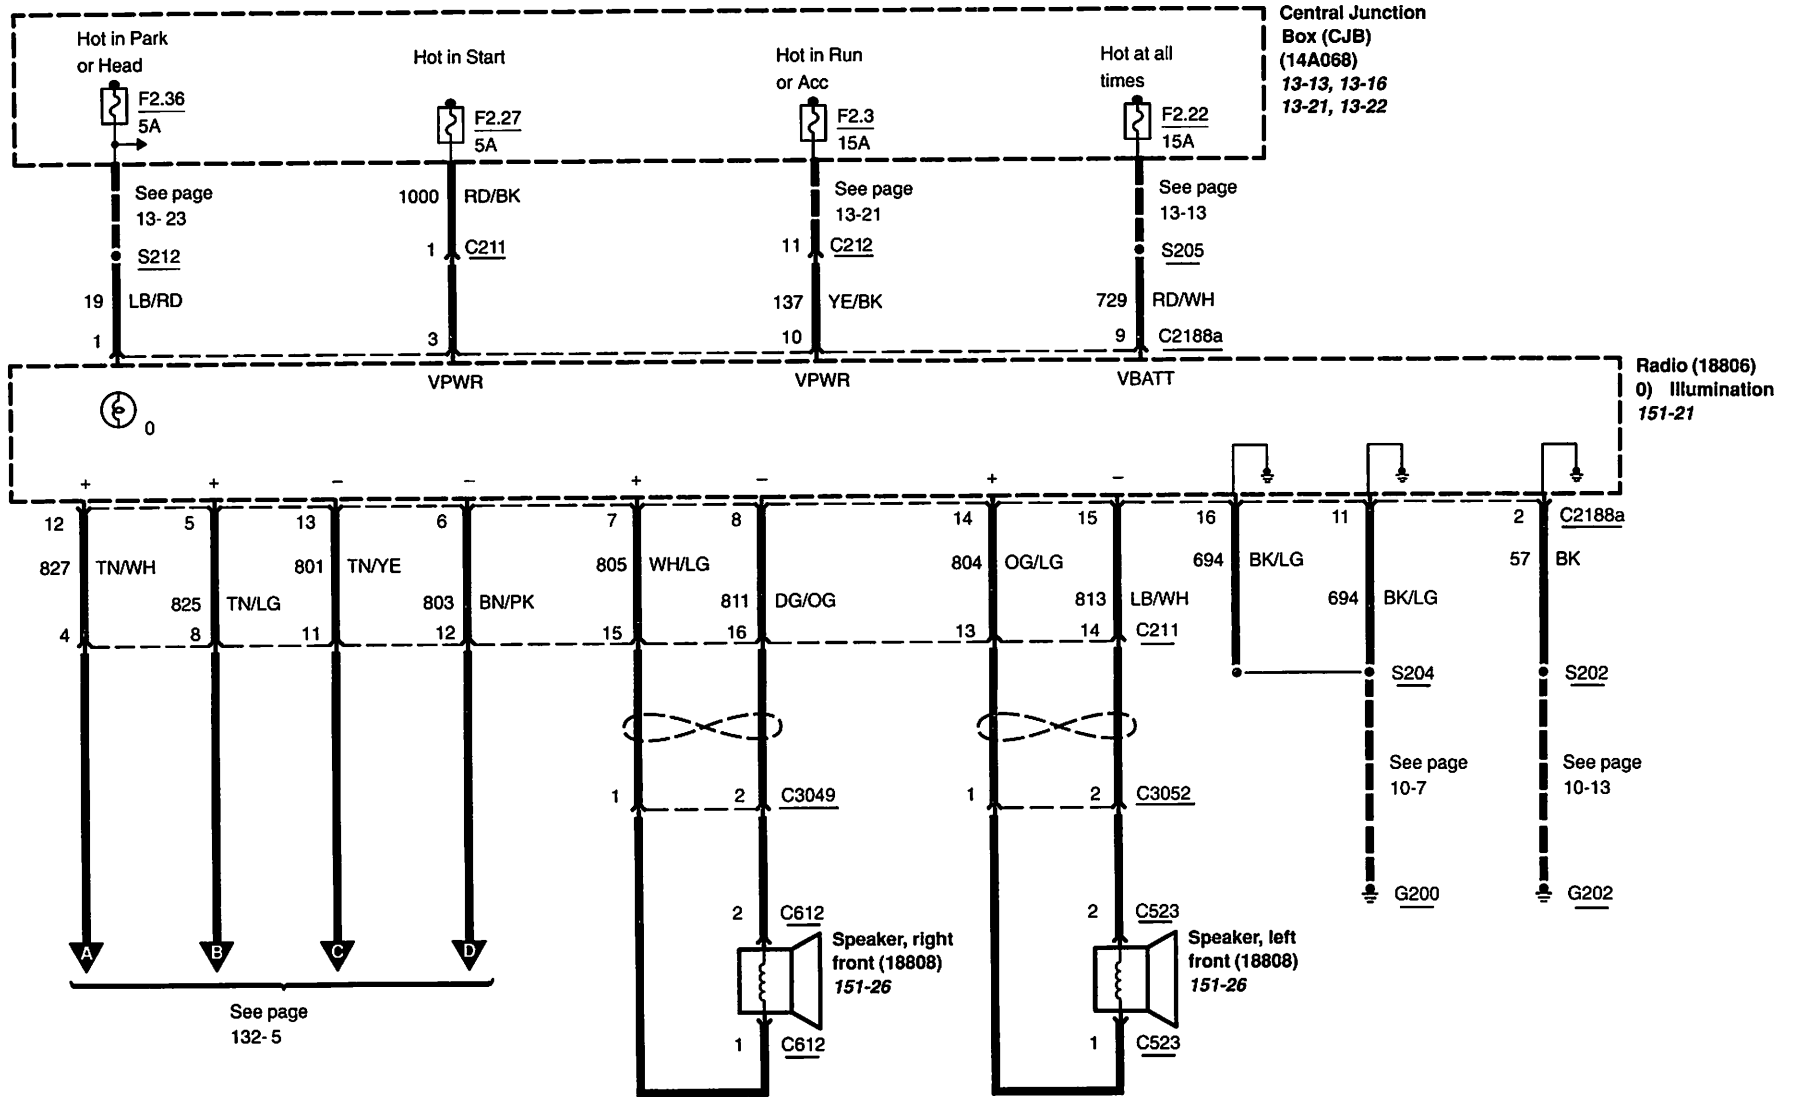 Central Junction
Box (CJB)
(14A068)
13-13, 13-16
13-21, 13-22
Hot in Park
or Head
F2.36
5A
Hot in Start
F2.27
5A
Hot in Run
or Acc
F2.3
15A
Hot at all
times
F2.22
15A
See page
13- 23
S212
19 LB/RD
1
1000 RD/BK
1 C211
3
See page
13-21
11 C212
137 YE/BK
10
See page
13-13
S205
729 RD/WH
9 C2188a
VPWR
VPWR
VBATT
Radio (18806)
0) Illumination
151-21
0
+ + – – + – + –
12 5 13 6 7 8 14 15 16 11 2 C2188a
827 TN/WH
825 TN/LG
801 TN/YE
803 BN/PK
805 WH/LG
811 DG/OG
804 OG/LG
813 LB/WH
694 BK/LG
694 BK/LG
57 BK
4 8 11 12 15 16 13 14 C211
S204
S202
See page
10-7
See page
10-13
1 2 C3049
1 2 C3052
G200
G202
2 C612
Speaker, right
front (18808)
151-26
1 C612
2 C523
Speaker, left
front (18808)
151-26
1 C523
A B C D
See page
132- 5